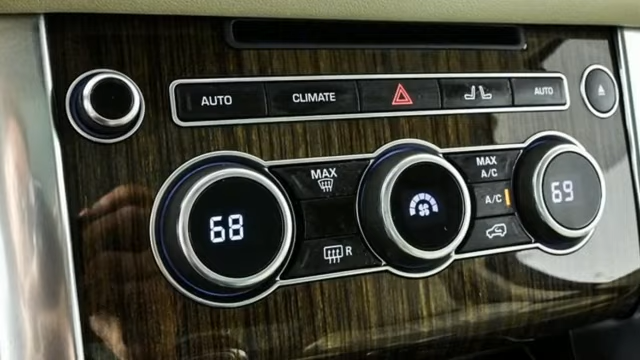 AUTO CLIMATE AUTO
MAX
MAX A/C
68
A/C
69
R